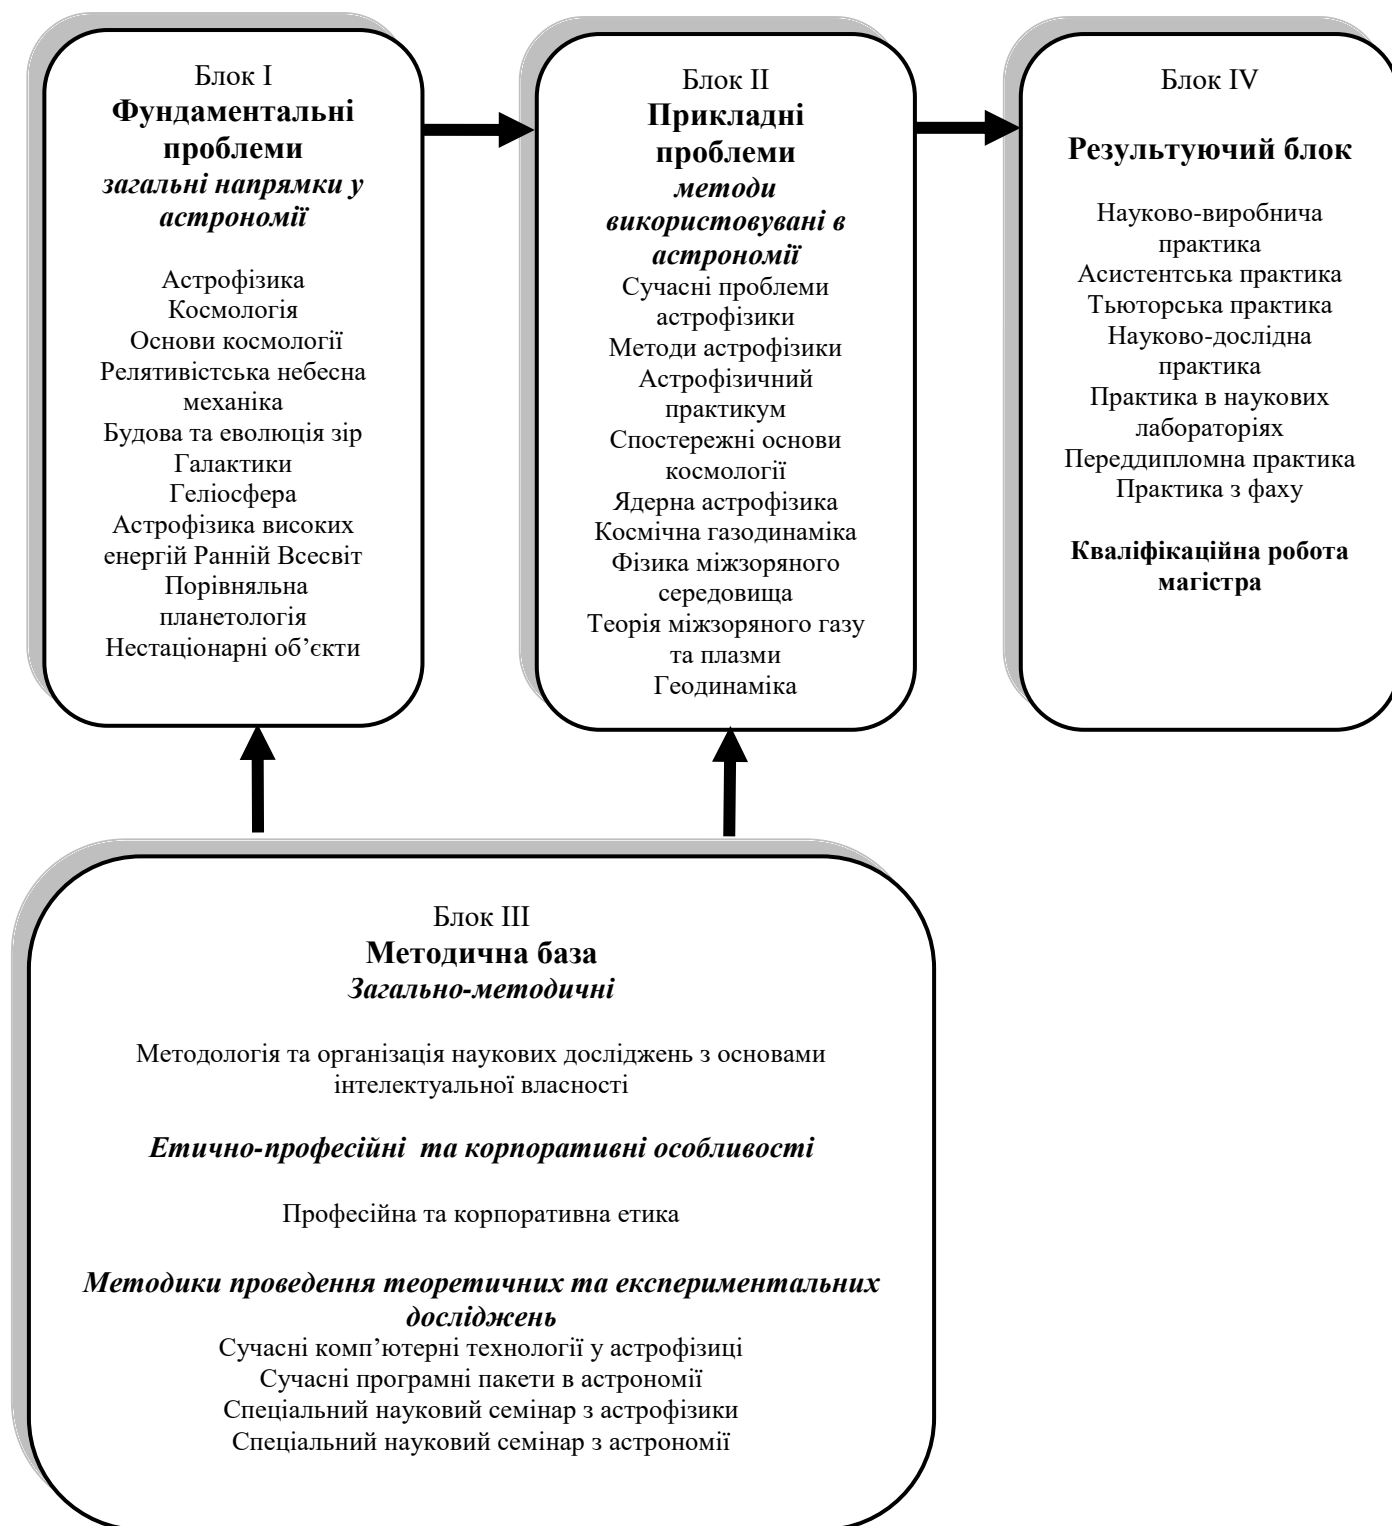 Блок I
Фундаментальні
проблеми
загальні напрямки у
астрономії
Астрофізика
Космологія
Основи космології
Релятивістська небесна
механіка
Будова та еволюція зір
Галактики
Геліосфера
Астрофізика високих
енергій Ранній Всесвіт
Порівняльна
планетологія
Нестаціонарні об’єкти
Блок II
Прикладні
проблеми
методи
використовувані в
астрономії
Сучасні проблеми
астрофізики
Методи астрофізики
Астрофізичний
практикум
Спостережні основи
космології
Ядерна астрофізика
Космічна газодинаміка
Фізика міжзоряного
середовища
Теорія міжзоряного газу
та плазми
Геодинаміка
Блок IV
Результуючий блок
Науково-виробнича
практика
Асистентська практика
Тьюторська практика
Науково-дослідна
практика
Практика в наукових
лабораторіях
Переддипломна практика
Практика з фаху
Кваліфікаційна робота
магістра
Блок III
Методична база
Загально-методичні
Методологія та організація наукових досліджень з основами
інтелектуальної власності
Етично-професійні та корпоративні особливості
Професійна та корпоративна етика
Методики проведення теоретичних та експериментальних
досліджень
Сучасні комп’ютерні технології у астрофізиці
Сучасні програмні пакети в астрономії
Спеціальний науковий семінар з астрофізики
Спеціальний науковий семінар з астрономії